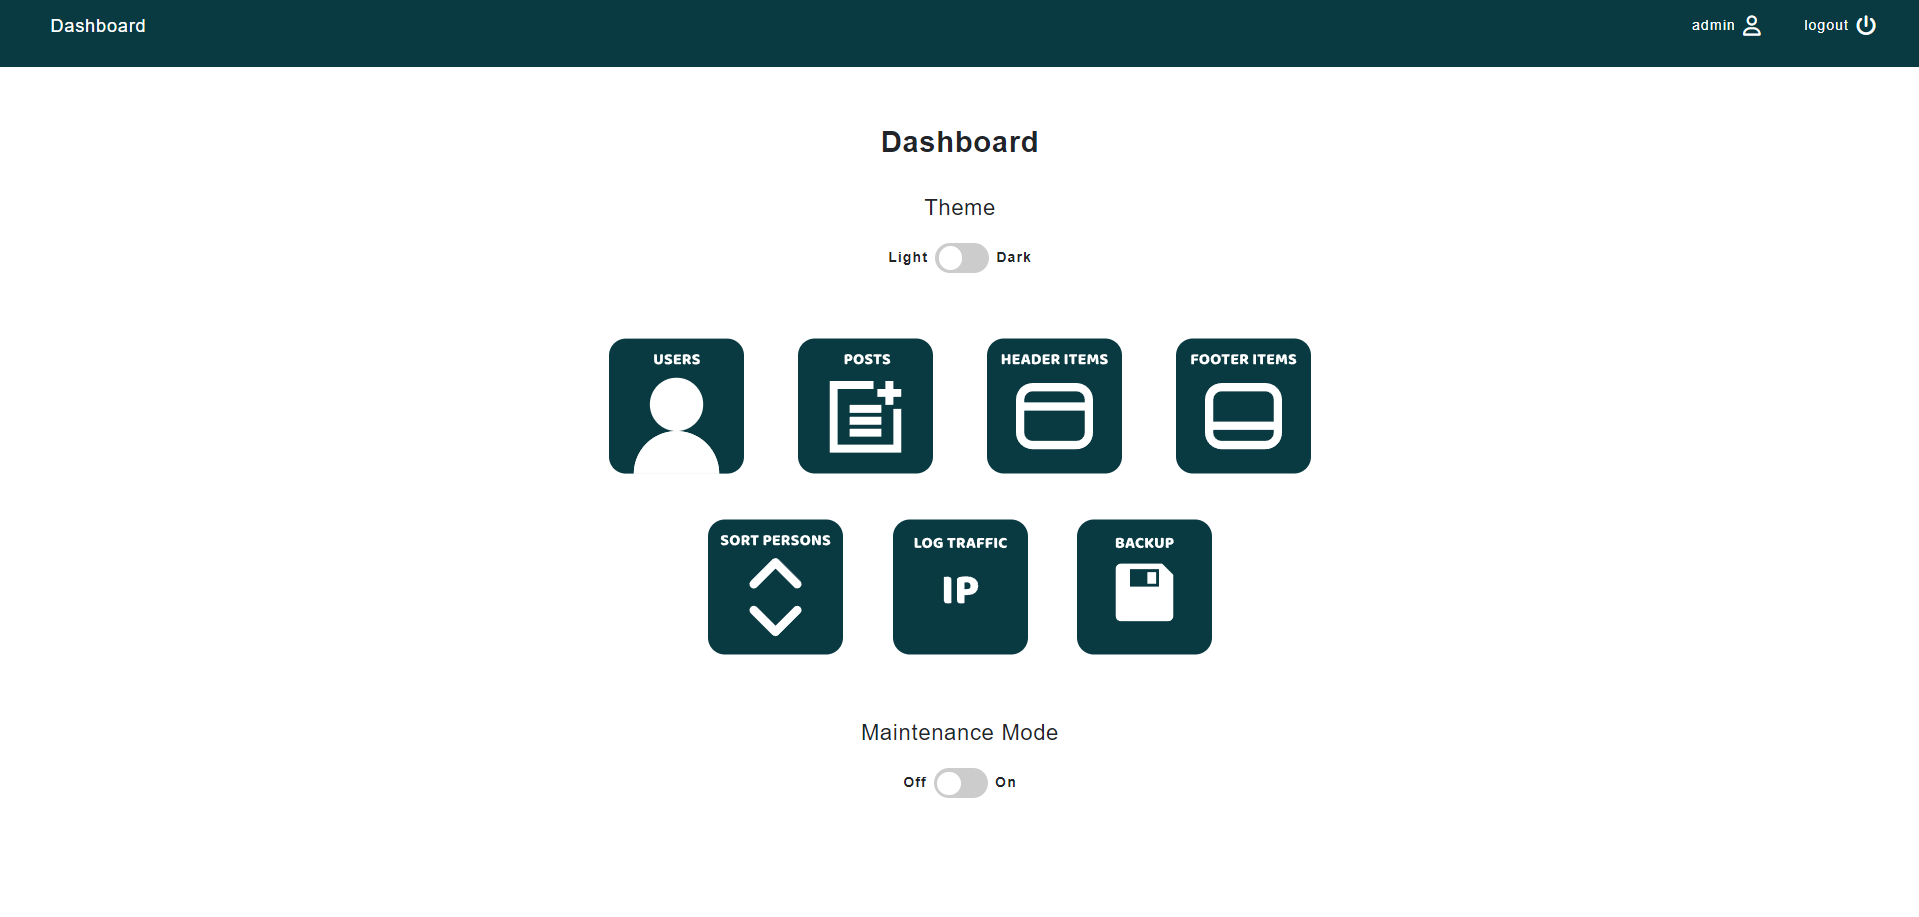 Dashboard
admin
logout
Dashboard
Theme
Light Dark
USERS
POSTS
HEADER ITEMS
FOOTER ITEMS
SORT PERSONS
LOG TRAFFIC
IP
BACKUP
Maintenance Mode
Off On